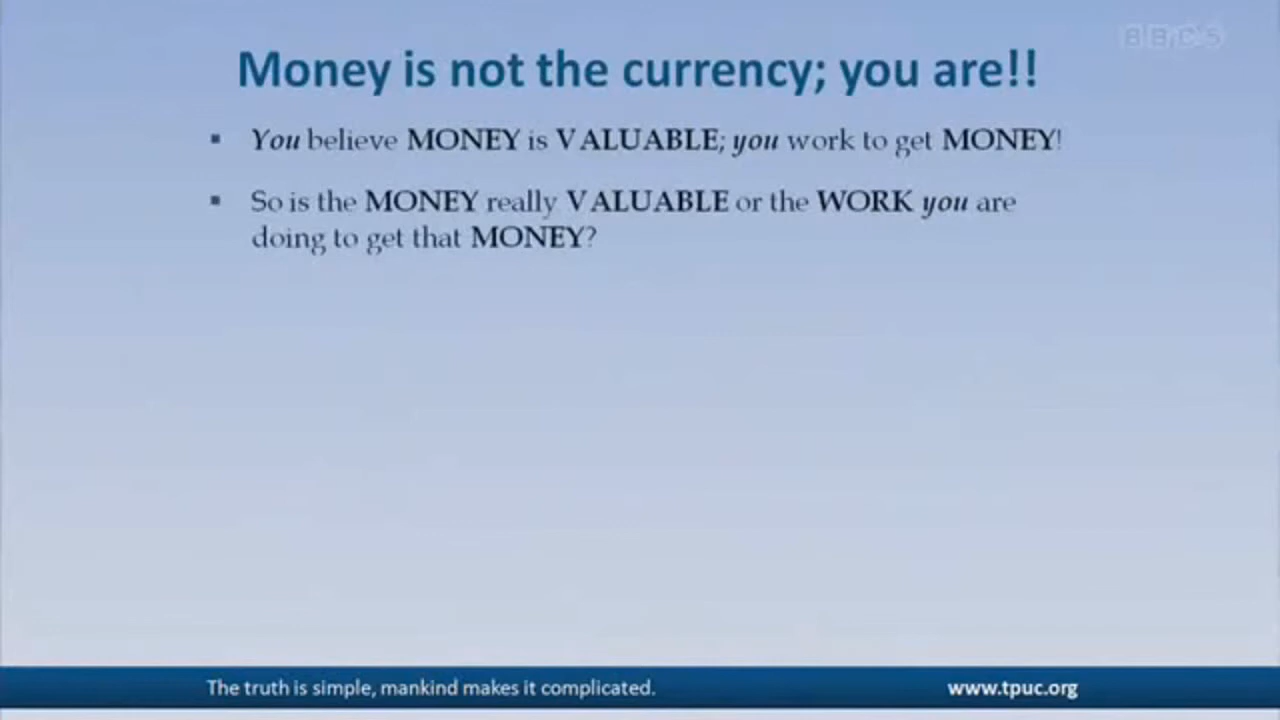 BBC5
Money is not the currency; you are!!
▪ You believe MONEY is VALUABLE; you work to get MONEY!
▪ So is the MONEY really VALUABLE or the WORK you are
doing to get that MONEY?
The truth is simple, mankind makes it complicated.
www.tpuc.org